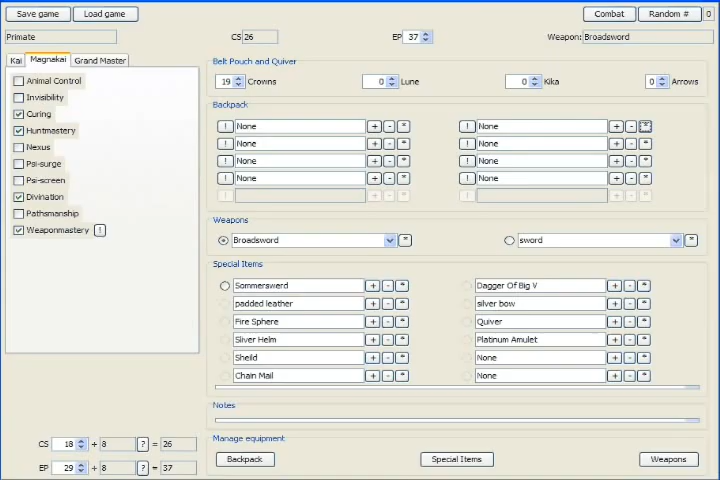 Save game Load game Combat Random # 0
Primate CS 26 EP 37 Weapon: Broadsword
Kai Magnakai Grand Master
Animal Control
Invisibility
Curing
Huntmastery
Nexus
Psi-surge
Psi-screen
Divination
Pathsmanship
Weaponmastery !
Belt Pouch and Quiver
19 Crowns 0 Lune 0 Kika 0 Arrows
Backpack
! None + - * ! None + - *
! None + - * ! None + - *
! None + - * ! None + - *
! None + - * ! None + - *
! + - * ! + - *
Weapons
Broadsword * sword *
Special Items
Sommerswerd + - * Dagger Of Big V + - *
padded leather + - * silver bow + - *
Fire Sphere + - * Quiver + - *
Sliver Helm + - * Platinum Amulet + - *
Sheild + - * None + - *
Chain Mail + - * None + - *
Notes
CS 18 + 8 ? = 26
EP 29 + 8 ? = 37
Manage equipment
Backpack Special Items Weapons